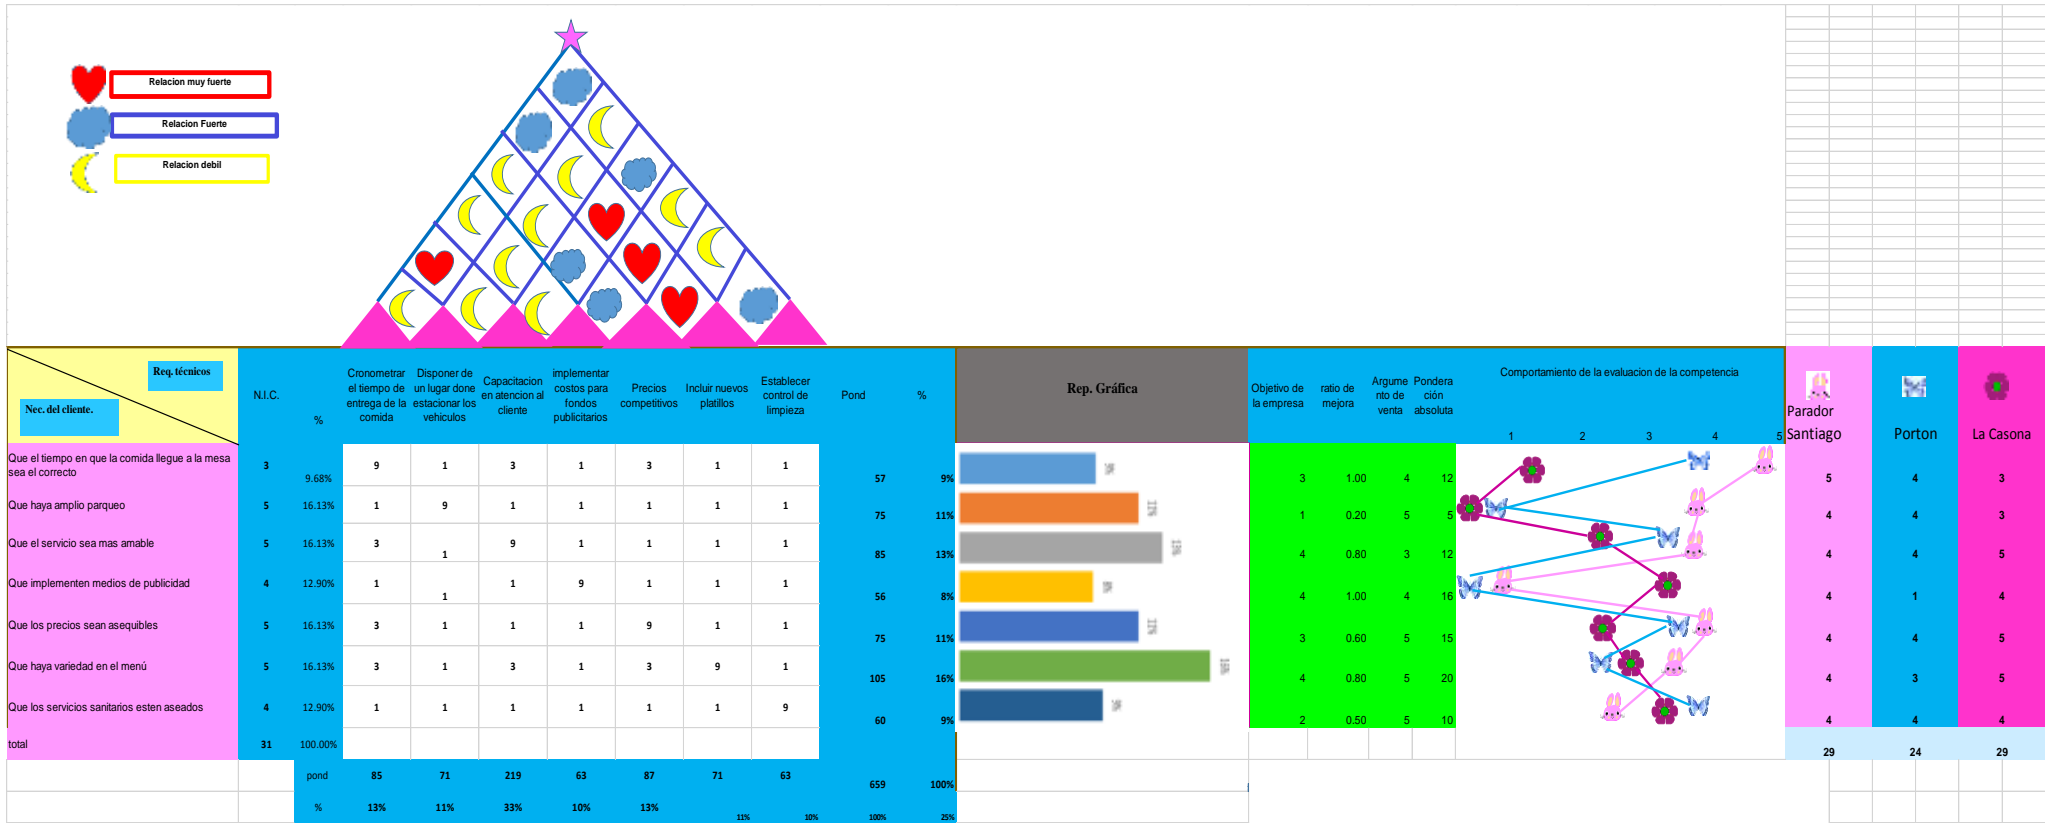 Relacion muy fuerte
Relacion Fuerte
Relacion debil
Req. técnicos
Nec. del cliente.
N.I.C.
%
Cronometrar
el tiempo de
entrega de la
comida
Disponer de
un lugar done
estacionar los
vehiculos
Capacitacion
en atencion al
cliente
implementar
costos para
fondos
publicitarios
Precios
competitivos
Incluir nuevos
platillos
Establecer
control de
limpieza
Pond
%
Rep. Gráfica
Objetivo de
la empresa
ratio de
mejora
Argume
nto de
venta
Pondera
ción
absoluta
Comportamiento de la evaluacion de la competencia
1 2 3 4 5
Parador
Santiago
Porton
La Casona
Que el tiempo en que la comida llegue a la mesa
sea el correcto
3 9.68% 9 1 3 1 3 1 1 57 9% 9% 3 1.00 4 12 5 4 3
Que haya amplio parqueo 5 16.13% 1 9 1 1 1 1 1 75 11% 11% 1 0.20 5 5 4 4 3
Que el servicio sea mas amable 5 16.13% 3 1 9 1 1 1 1 85 13% 13% 4 0.80 3 12 4 4 5
Que implementen medios de publicidad 4 12.90% 1 1 1 9 1 1 1 56 8% 8% 4 1.00 4 16 4 1 4
Que los precios sean asequibles 5 16.13% 3 1 1 1 9 1 1 75 11% 11% 3 0.60 5 15 4 4 5
Que haya variedad en el menú 5 16.13% 3 1 3 1 3 9 1 105 16% 16% 4 0.80 5 20 4 3 5
Que los servicios sanitarios esten aseados 4 12.90% 1 1 1 1 1 1 9 60 9% 9% 2 0.50 5 10 4 4 4
total 31 100.00% 29 24 29
pond 85 71 219 63 87 71 63 659 100%
% 13% 11% 33% 10% 13% 11% 10% 100% 25%